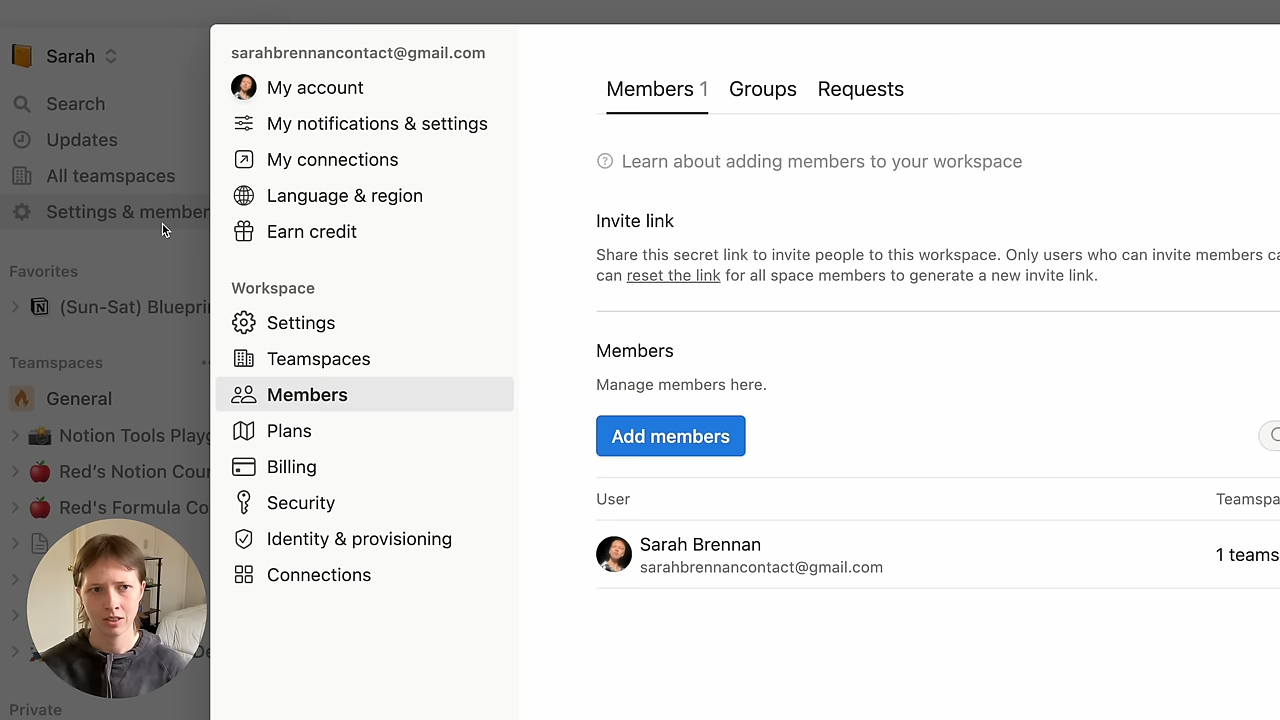 Sarah
Search
Updates
All teamspaces
Settings & member
Favorites
(Sun-Sat) Bluepri
Teamspaces
General
Notion Tools Playg
Red's Notion Cour
Red's Formula Co
Private
sarahbrennancontact@gmail.com
My account
My notifications & settings
My connections
Language & region
Earn credit
Workspace
Settings
Teamspaces
Members
Plans
Billing
Security
Identity & provisioning
Connections
Members 1 Groups Requests
Learn about adding members to your workspace
Invite link
Share this secret link to invite people to this workspace. Only users who can invite members ca
can reset the link for all space members to generate a new invite link.
Members
Manage members here.
Add members
User Teamspa
Sarah Brennan
sarahbrennancontact@gmail.com
1 teams